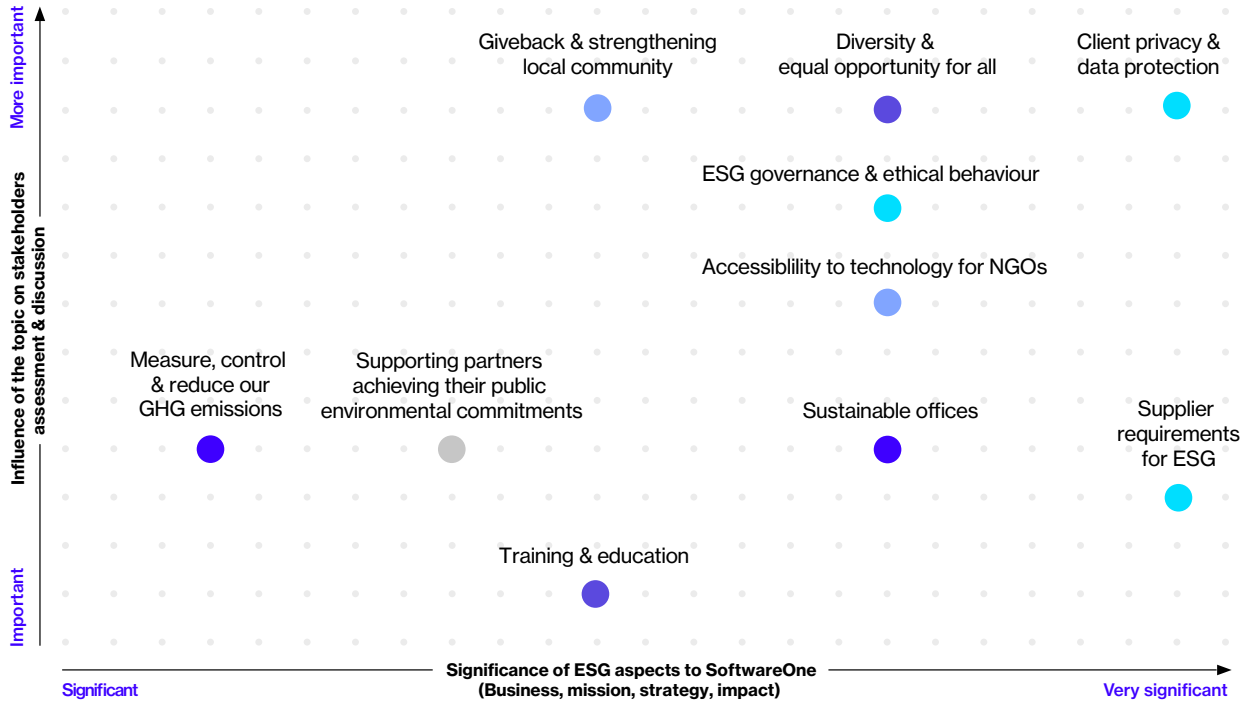 More important
Influence of the topic on stakeholders
assessment & discussion
Important
Giveback & strengthening
local community
Diversity &
equal opportunity for all
Client privacy &
data protection
ESG governance & ethical behaviour
Accessiblility to technology for NGOs
Measure, control
& reduce our
GHG emissions
Supporting partners
achieving their public
environmental commitments
Sustainable offices
Supplier
requirements
for ESG
Training & education
Significance of ESG aspects to SoftwareOne
(Business, mission, strategy, impact)
Significant
Very significant